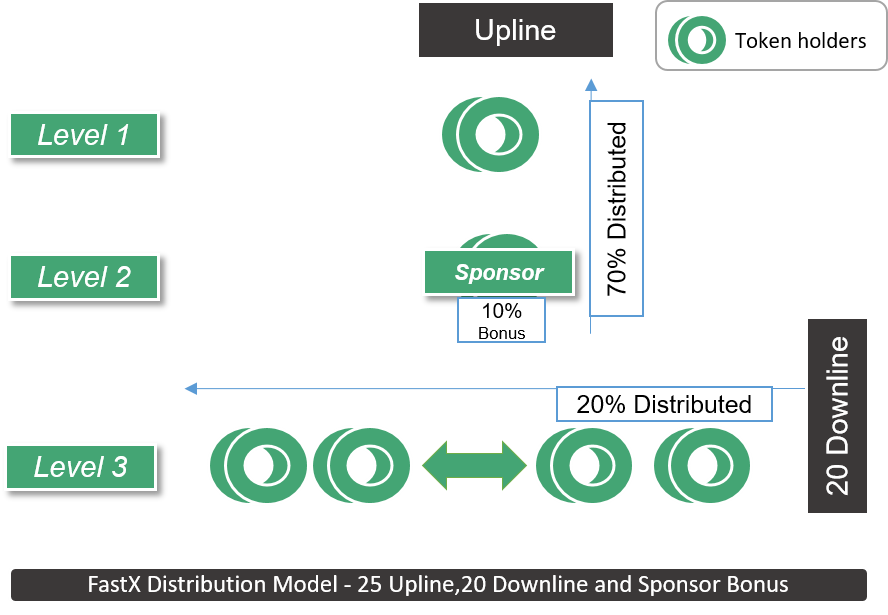 Upline
Token holders
Level 1
70% Distributed
Level 2
Sponsor
10%
Bonus
20% Distributed
20 Downline
Level 3
FastX Distribution Model - 25 Upline,20 Downline and Sponsor Bonus